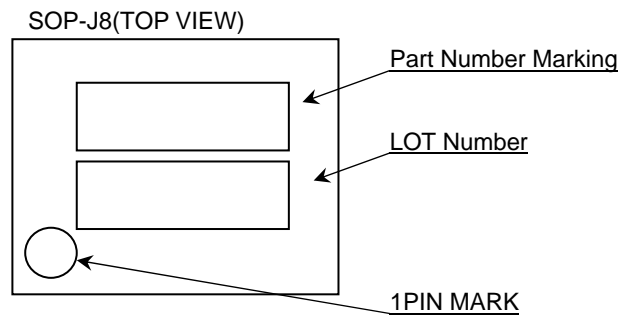 SOP-J8(TOP VIEW)
Part Number Marking
LOT Number
1PIN MARK